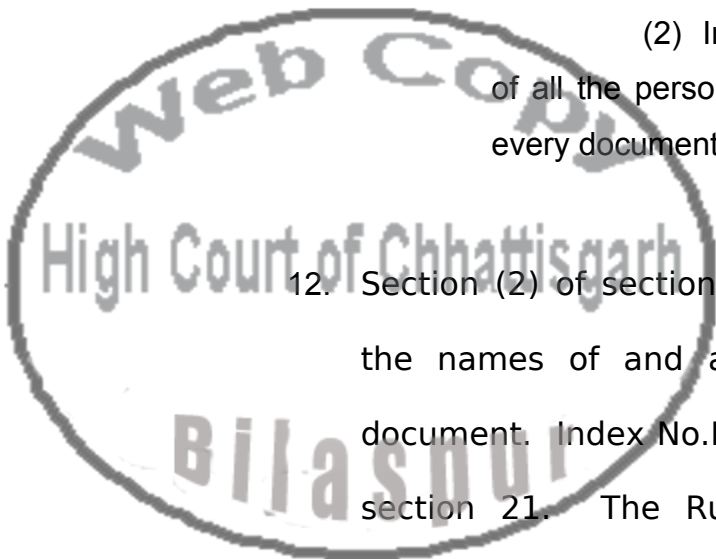 (2) In
of all the perso
every document
12. Section (2) of section
the names of and a
document. Index No.I
section 21. The Ru
Web Copy
High Court of Chhattisgarh
Bilaspur